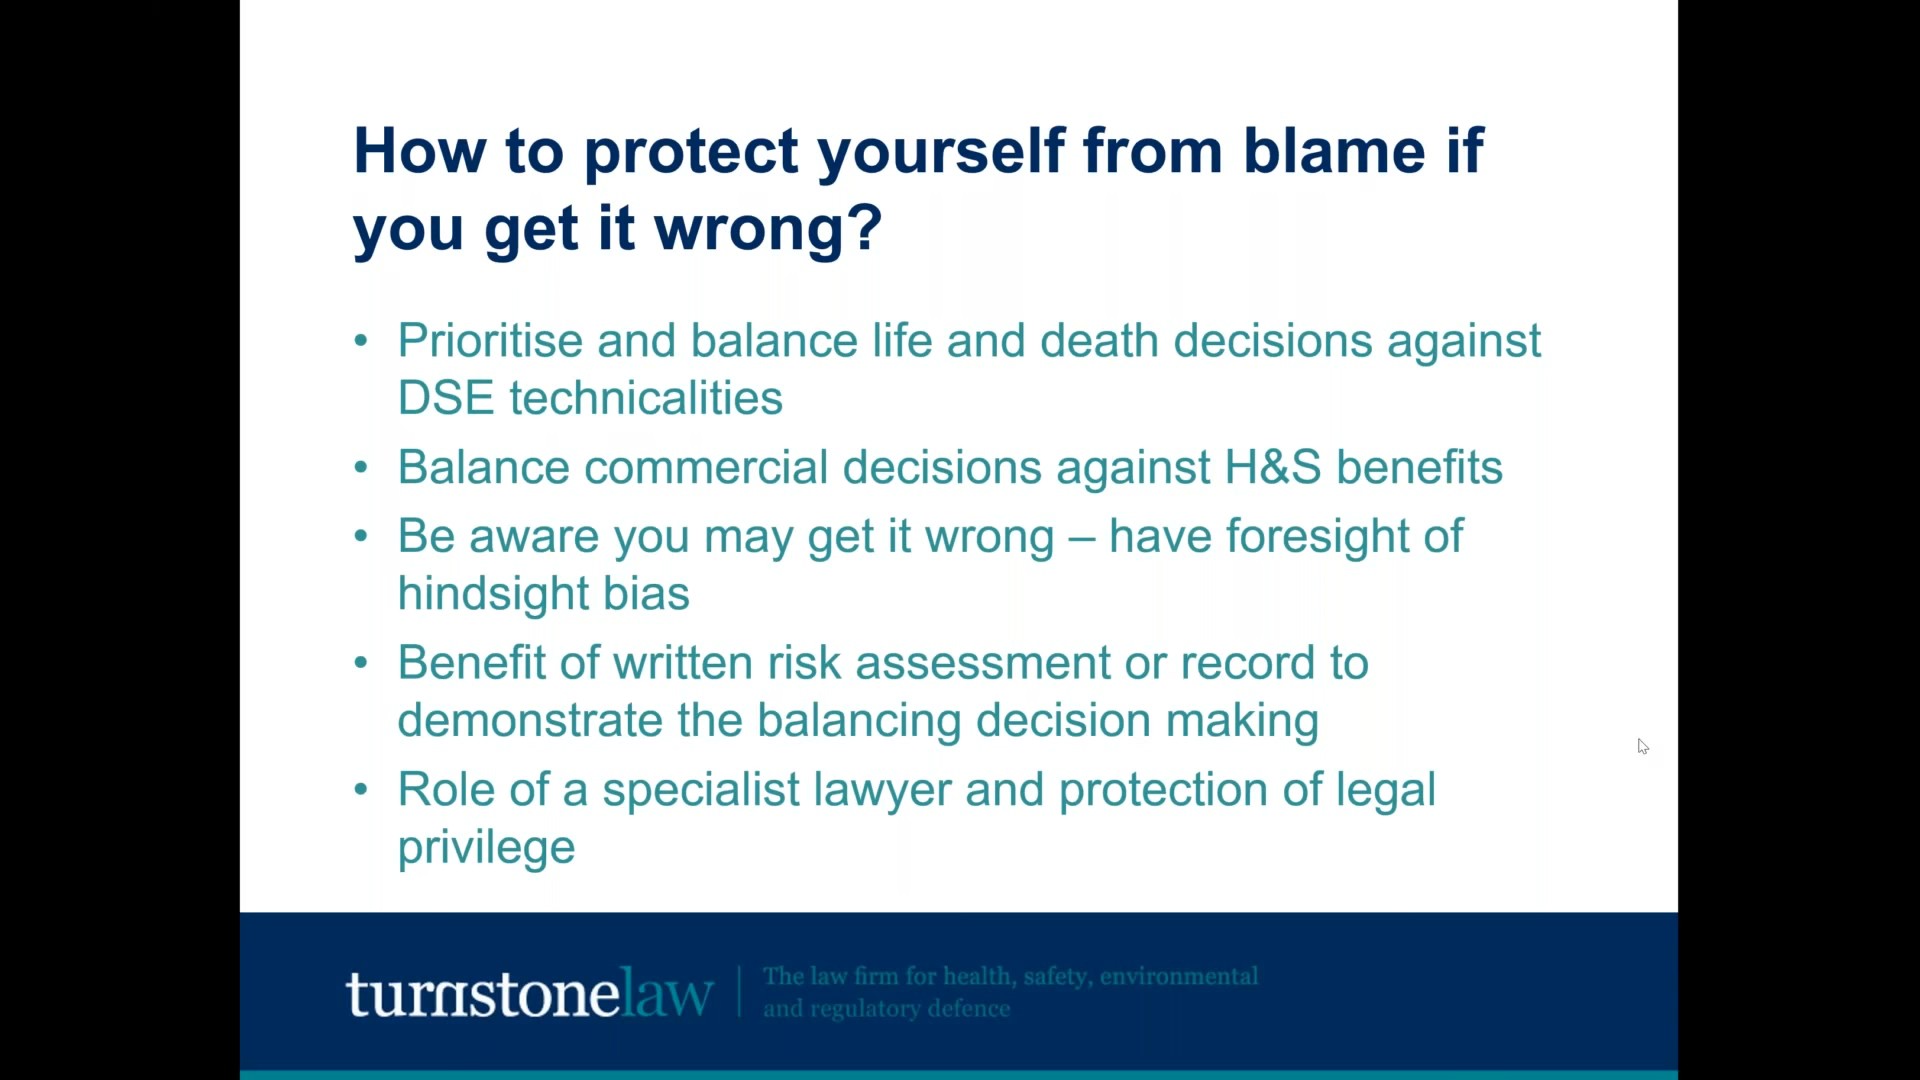 How to protect yourself from blame if
you get it wrong?
• Prioritise and balance life and death decisions against
DSE technicalities
• Balance commercial decisions against H&S benefits
• Be aware you may get it wrong – have foresight of
hindsight bias
• Benefit of written risk assessment or record to
demonstrate the balancing decision making
• Role of a specialist lawyer and protection of legal
privilege
turnstonelaw
The law firm for health, safety, environmental
and regulatory defence